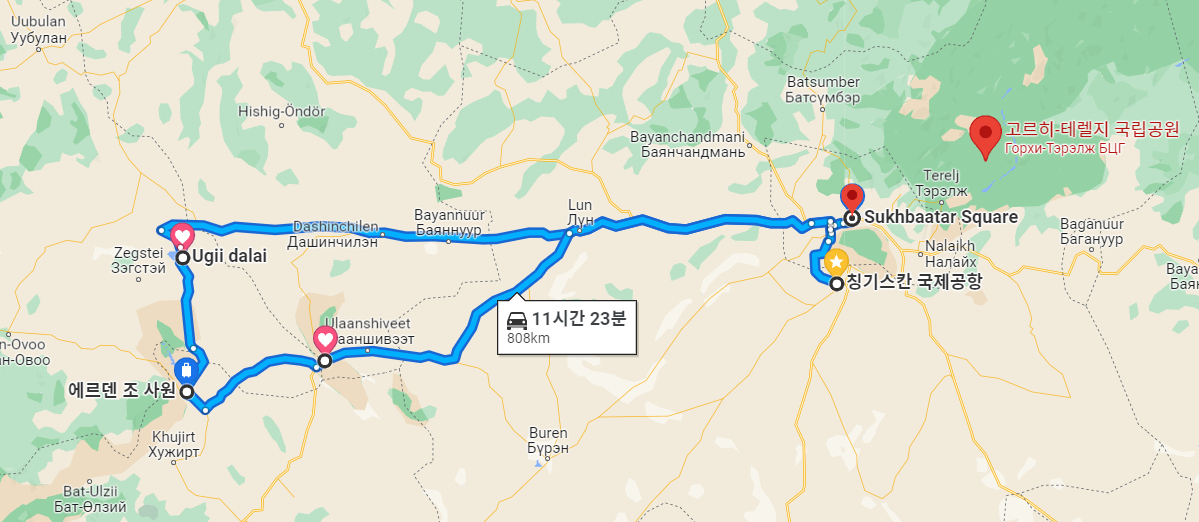 Uubulan
Уубулан
Hishig-Öndör
Batsumber
Батсүмбэр
Bayanchandmani
Баянчандмань
고르히-테렐지 국립공원
Горхи-Тэрэлж БЦГ
Terelj
Тэрэлж
Lun
Лүн
Sukhbaatar Square
Bayannuur
Баяннуур
Dashinchilen
Дашинчилэн
Baganuur
Багануур
Zegstei
Зэгстэй
Ugii dalai
Nalaikh
Налайх
칭기스칸 국제공항
Baya
Баян
11시간 23분
808km
Ulaanshiveet
лааншивээт
n-Ovoo
ан-Овоо
에르덴 조 사원
Khujirt
Хужирт
Buren
Бүрэн
Bat-Ulzii
Бат-Өлзий